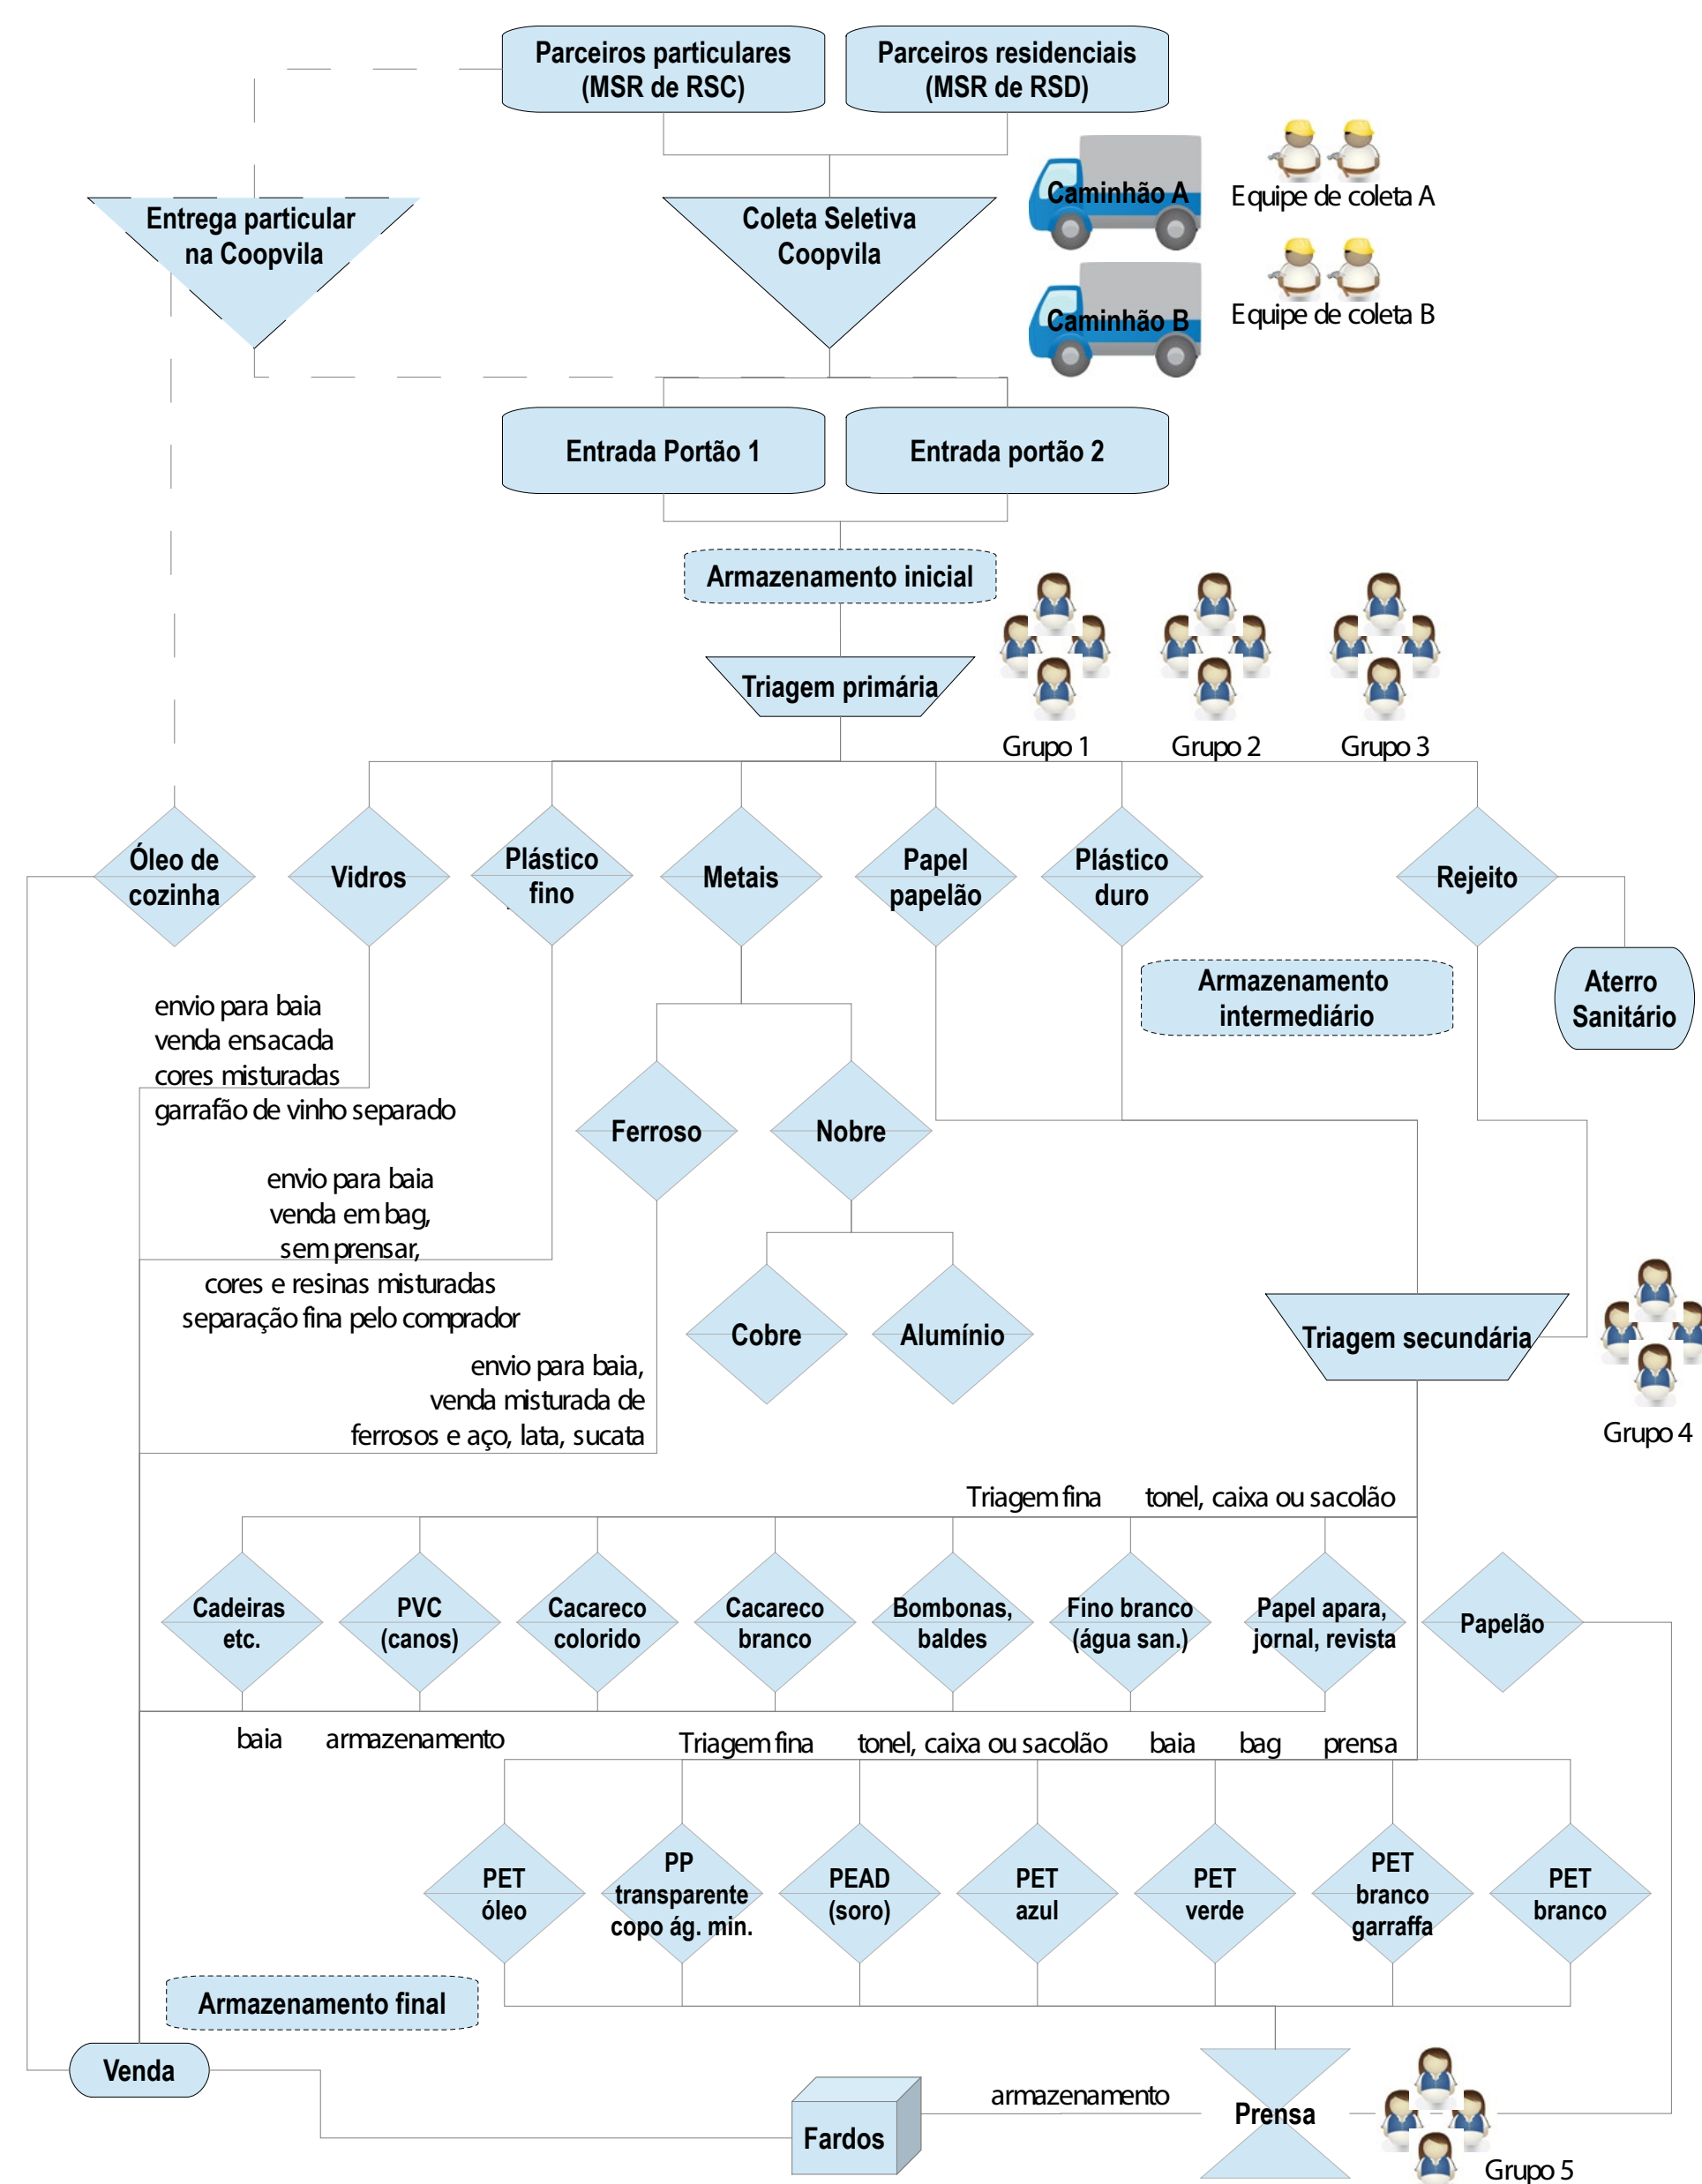 Parceiros particulares
(MSR de RSC)
Parceiros residenciais
(MSR de RSD)
Entrega particular
na Coopvila
Coleta Seletiva
Coopvila
Caminhão A
Equipe de coleta A
Caminhão B
Equipe de coleta B
Entrada Portão 1
Entrada portão 2
Armazenamento inicial
Triagem primária
Grupo 1
Grupo 2
Grupo 3
Óleo de
cozinha
Vidros
Plástico
fino
Metais
Papel
papelão
Plástico
duro
Rejeito
Armazenamento
intermediário
Aterro
Sanitário
envio para baia
venda ensacada
cores misturadas
garrafão de vinho separado
Ferroso
Nobre
envio para baia
venda em bag,
sem prensar,
cores e resinas misturadas
separação fina pelo comprador
Cobre
Alumínio
Triagem secundária
Grupo 4
envio para baia,
venda misturada de
ferrosos e aço, lata, sucata
Triagem fina
tonel, caixa ou sacolão
Cadeiras
etc.
PVC
(canos)
Cacareco
colorido
Cacareco
branco
Bombonas,
baldes
Fino branco
(água san.)
Papel apara,
jornal, revista
Papelão
baia
armazenamento
Triagem fina
tonel, caixa ou sacolão
baia
bag
prensa
PET
óleo
PP
transparente
copo ág. min.
PEAD
(soro)
PET
azul
PET
verde
PET
branco
garraffa
PET
branco
Armazenamento final
Venda
Fardos
armazenamento
Prensa
Grupo 5